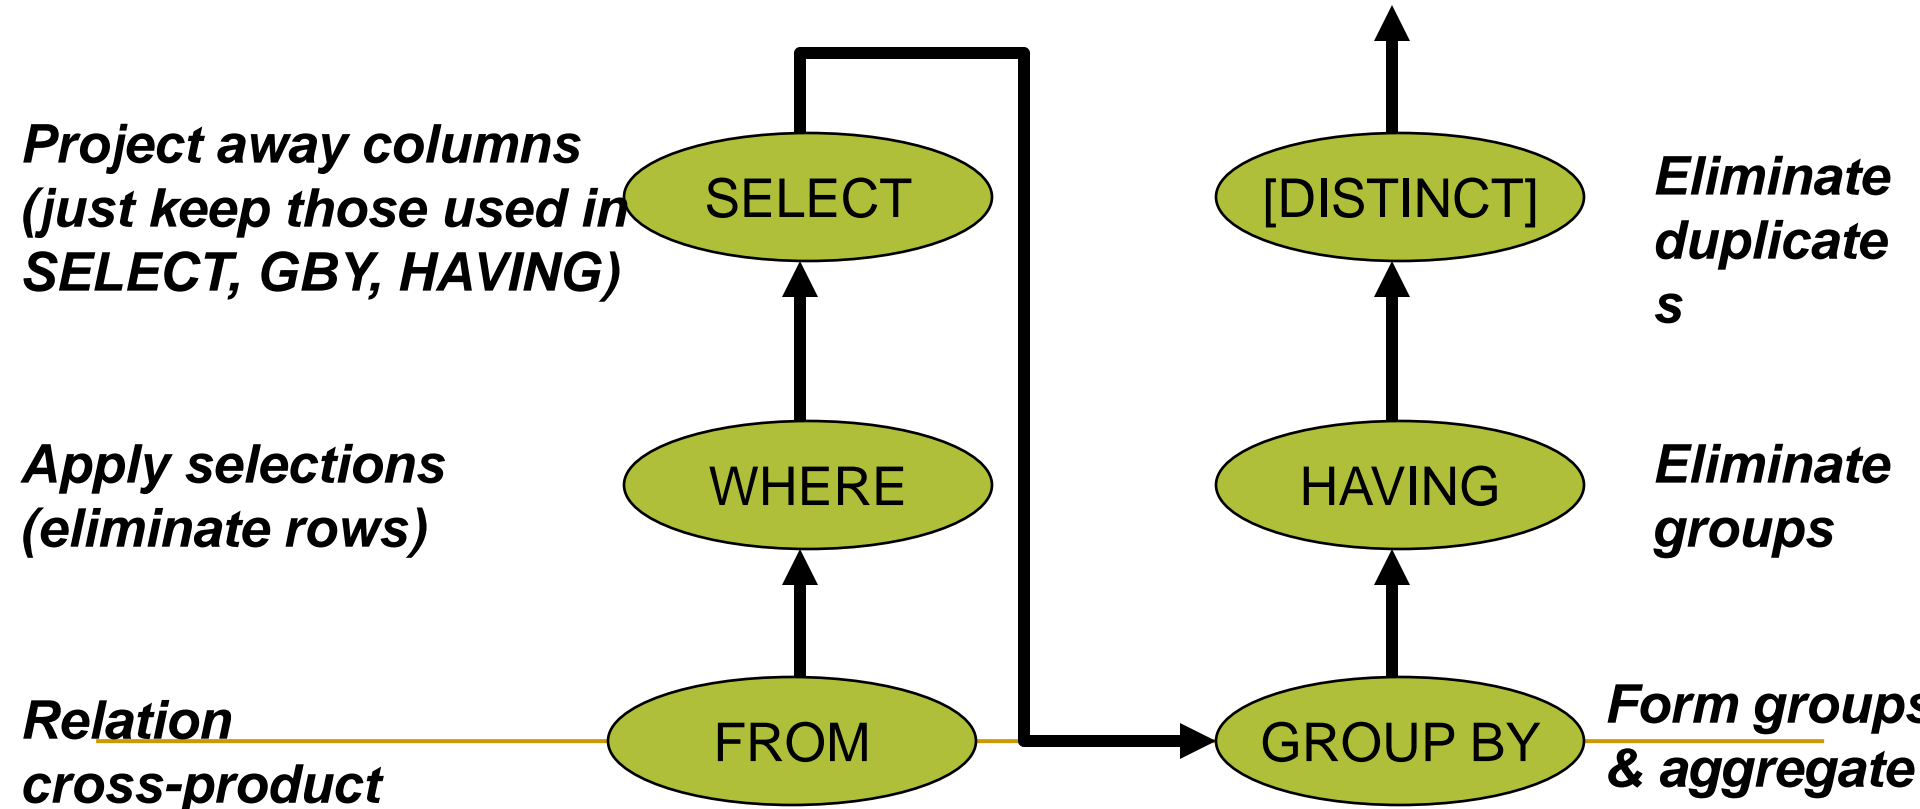 Project away columns
(just keep those used in
SELECT, GBY, HAVING)
SELECT
[DISTINCT]
Eliminate
duplicate
s
Apply selections
(eliminate rows)
WHERE
HAVING
Eliminate
groups
Relation
cross-product
FROM
GROUP BY
Form groups
& aggregate